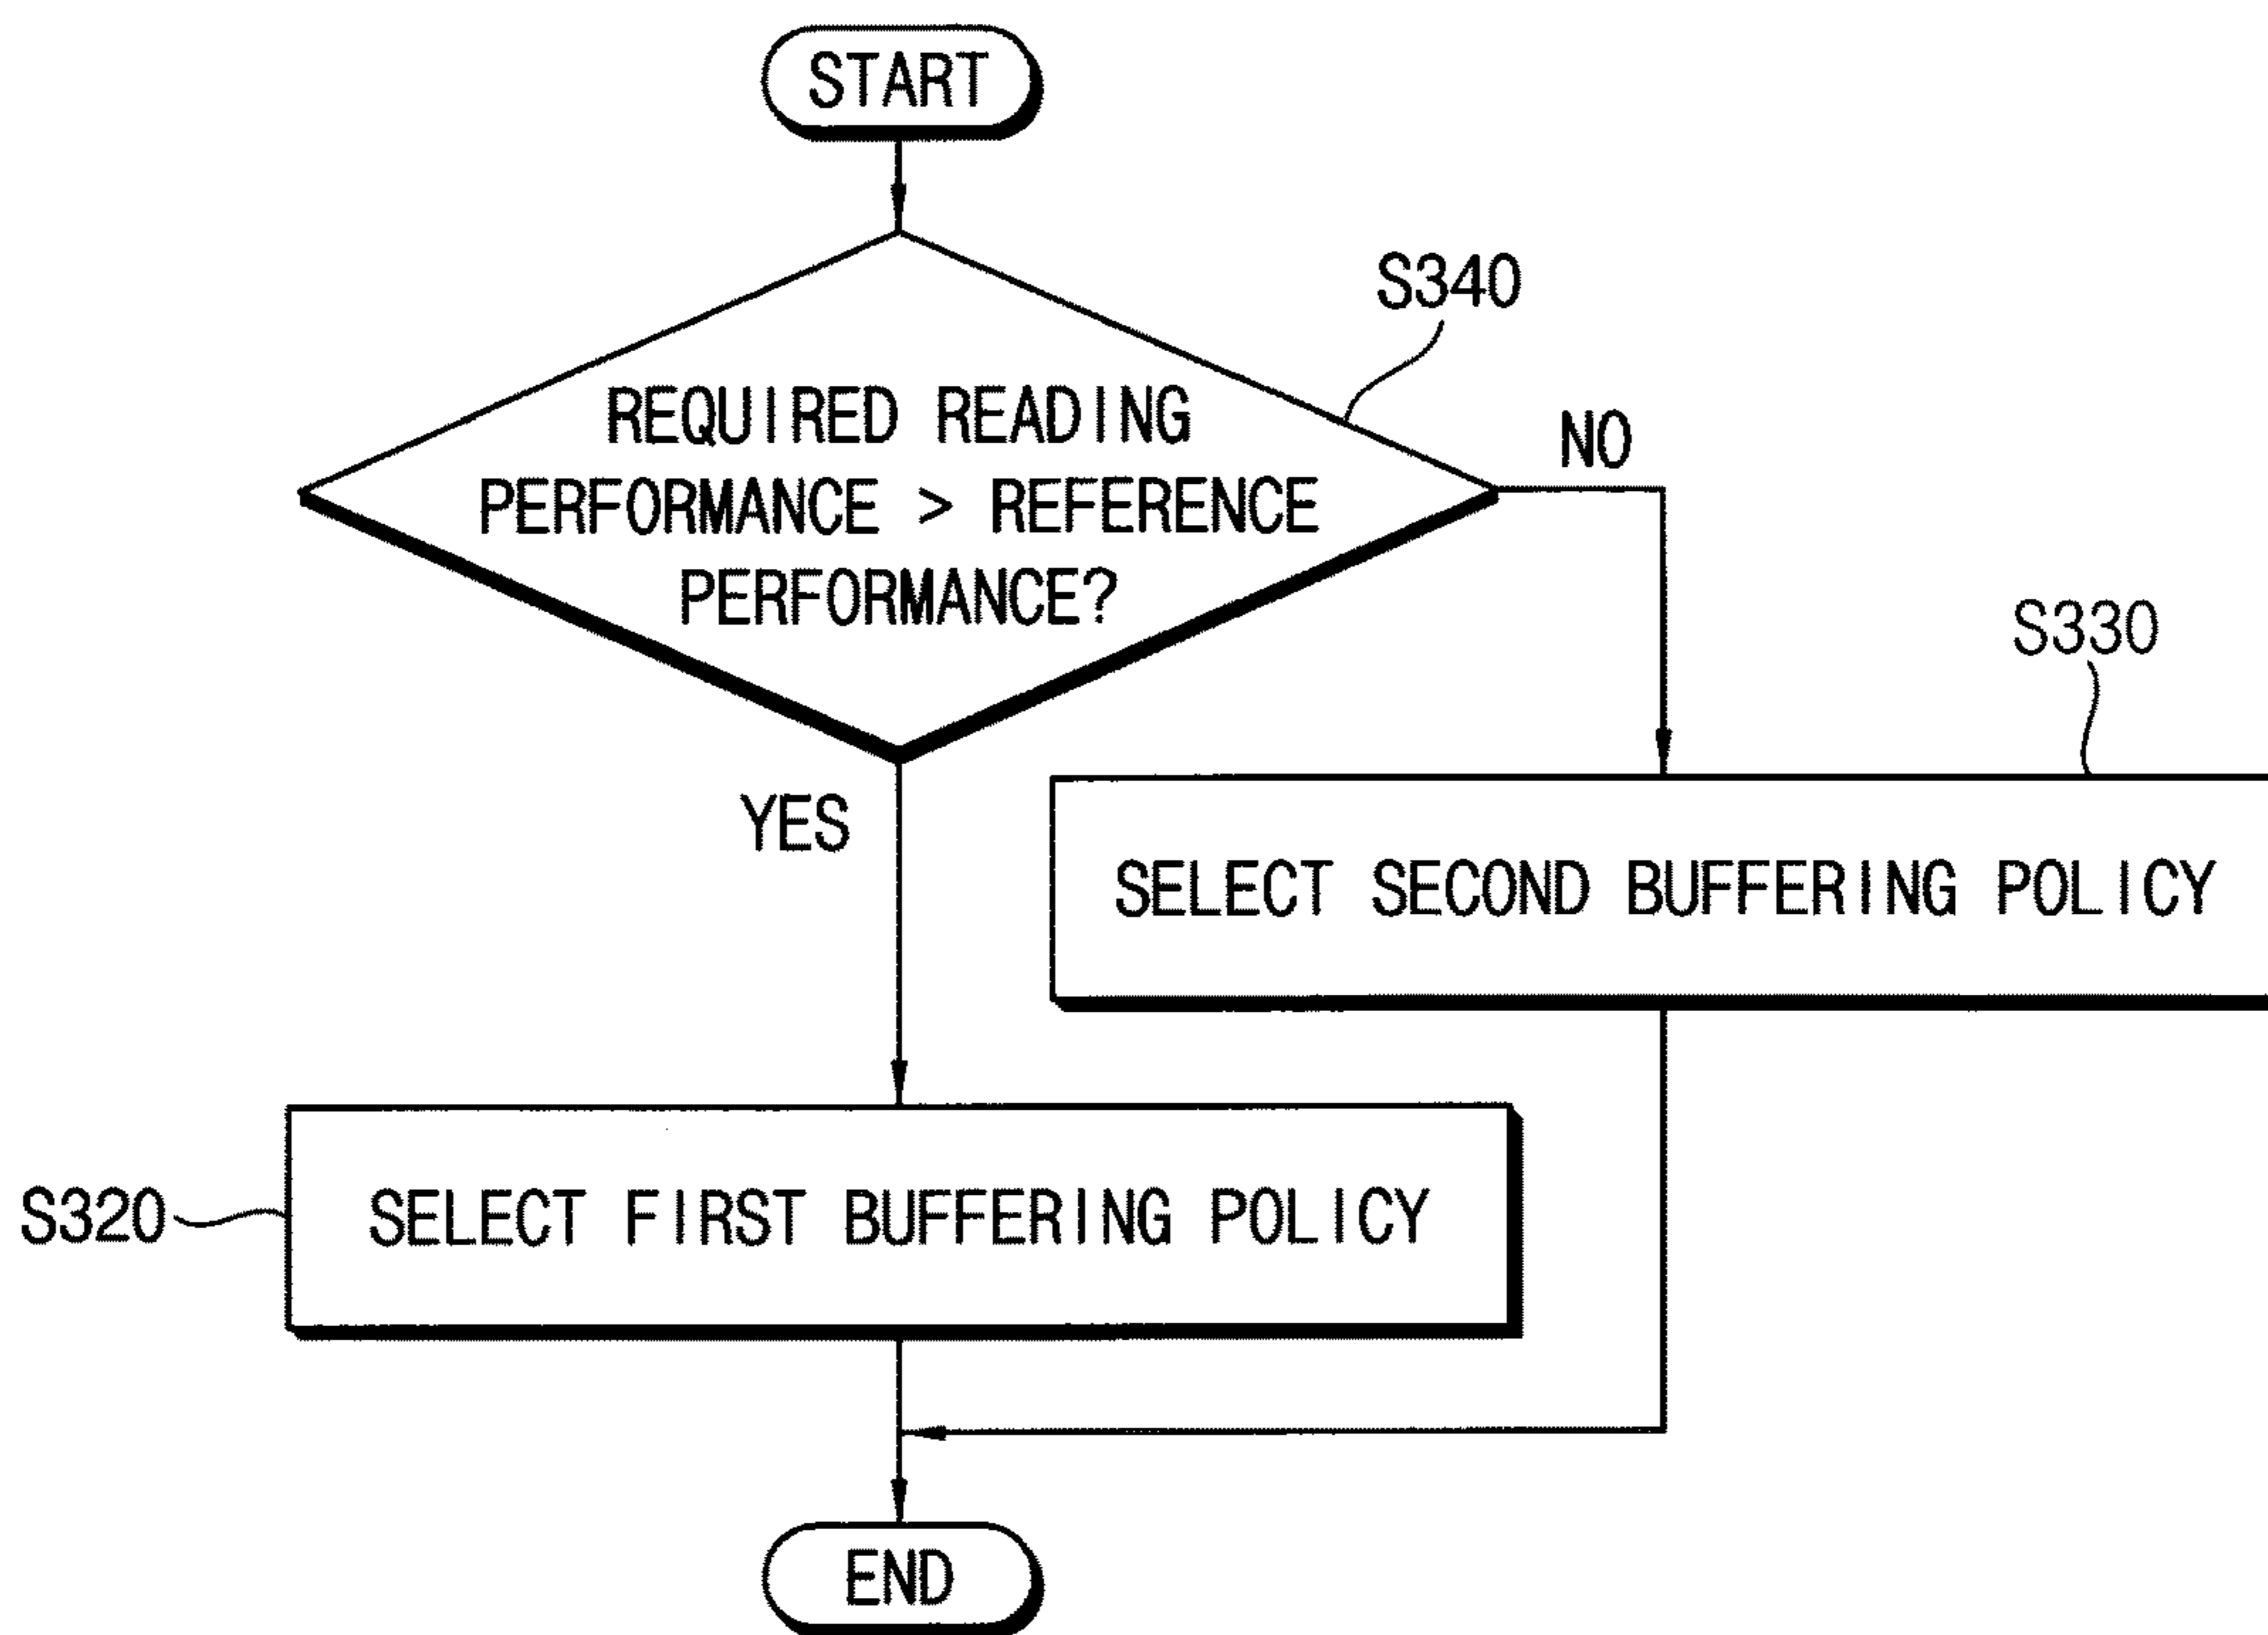 START
S340
REQUIRED READING
PERFORMANCE > REFERENCE
PERFORMANCE?
NO
YES
S330
SELECT SECOND BUFFERING POLICY
S320
SELECT FIRST BUFFERING POLICY
END